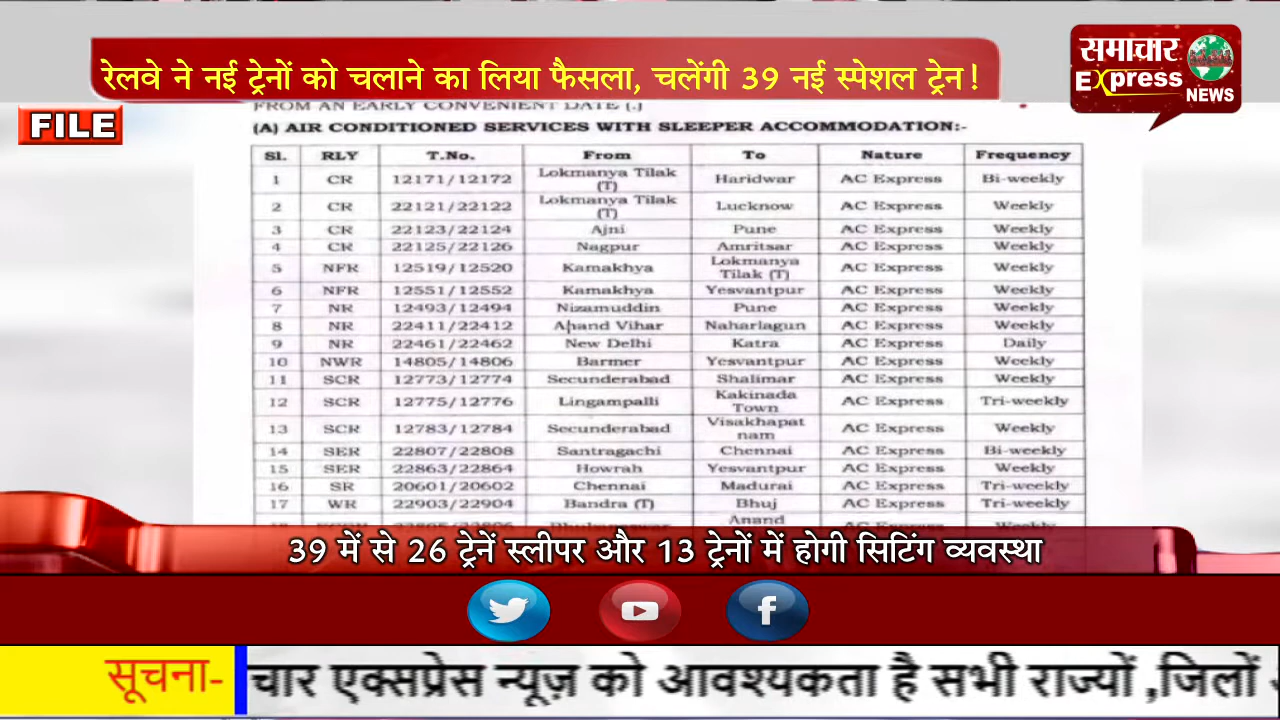 रेलवे ने नई ट्रेनों को चलाने का लिया फैसला, चलेंगी 39 नई स्पेशल ट्रेन!
समाचार
Express
NEWS
FILE
FROM AN EARLY CONVENIENT DATE (.)
(A) AIR CONDITIONED SERVICES WITH SLEEPER ACCOMMODATION:-
Sl. RLY T.No. From To Nature Frequency
1 CR 12171/12172 Lokmanya Tilak (T) Haridwar AC Express Bi-weekly
2 CR 22121/22122 Lokmanya Tilak (T) Lucknow AC Express Weekly
3 CR 22123/22124 Ajni Pune AC Express Weekly
4 CR 22125/22126 Nagpur Amritsar AC Express Weekly
5 NFR 12519/12520 Kamakhya Lokmanya Tilak (T) AC Express Weekly
6 NFR 12551/12552 Kamakhya Yesvantpur AC Express Weekly
7 NR 12493/12494 Nizamuddin Pune AC Express Weekly
8 NR 22411/22412 Anand Vihar Naharlagun AC Express Weekly
9 NR 22461/22462 New Delhi Katra AC Express Daily
10 NWR 14805/14806 Barmer Yesvantpur AC Express Weekly
11 SCR 12773/12774 Secunderabad Shalimar AC Express Weekly
12 SCR 12775/12776 Lingampalli Kakinada Town AC Express Tri-weekly
13 SCR 12783/12784 Secunderabad Visakhapat nam AC Express Weekly
14 SER 22807/22808 Santragachi Chennai AC Express Bi-weekly
15 SER 22863/22864 Howrah Yesvantpur AC Express Weekly
16 SR 20601/20602 Chennai Madurai AC Express Tri-weekly
17 WR 22903/22904 Bandra (T) Bhuj AC Express Tri-weekly
Anand
39 में से 26 ट्रेनें स्लीपर और 13 ट्रेनों में होगी सिटिंग व्यवस्था
सूचना- चार एक्सप्रेस न्यूज़ को आवश्यकता है सभी राज्यों ,जिलों